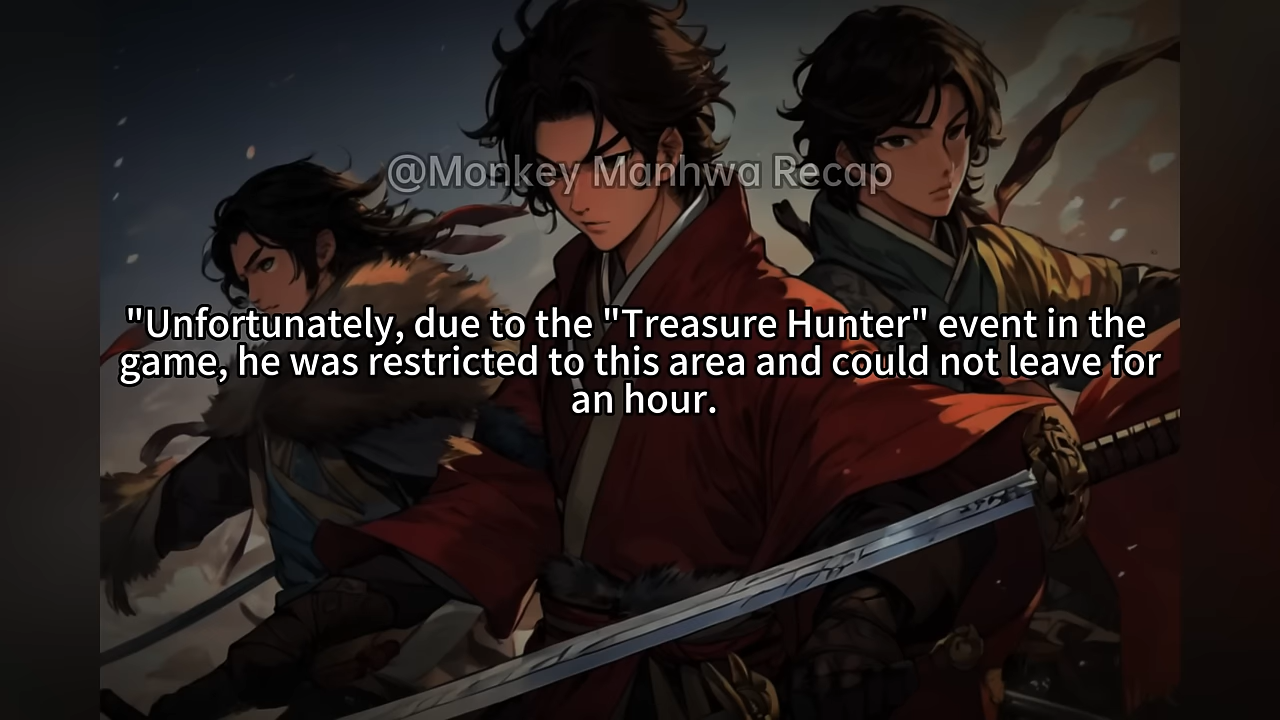 @Monkey Manhwa Recap
"Unfortunately, due to the "Treasure Hunter" event in the
game, he was restricted to this area and could not leave for
an hour.